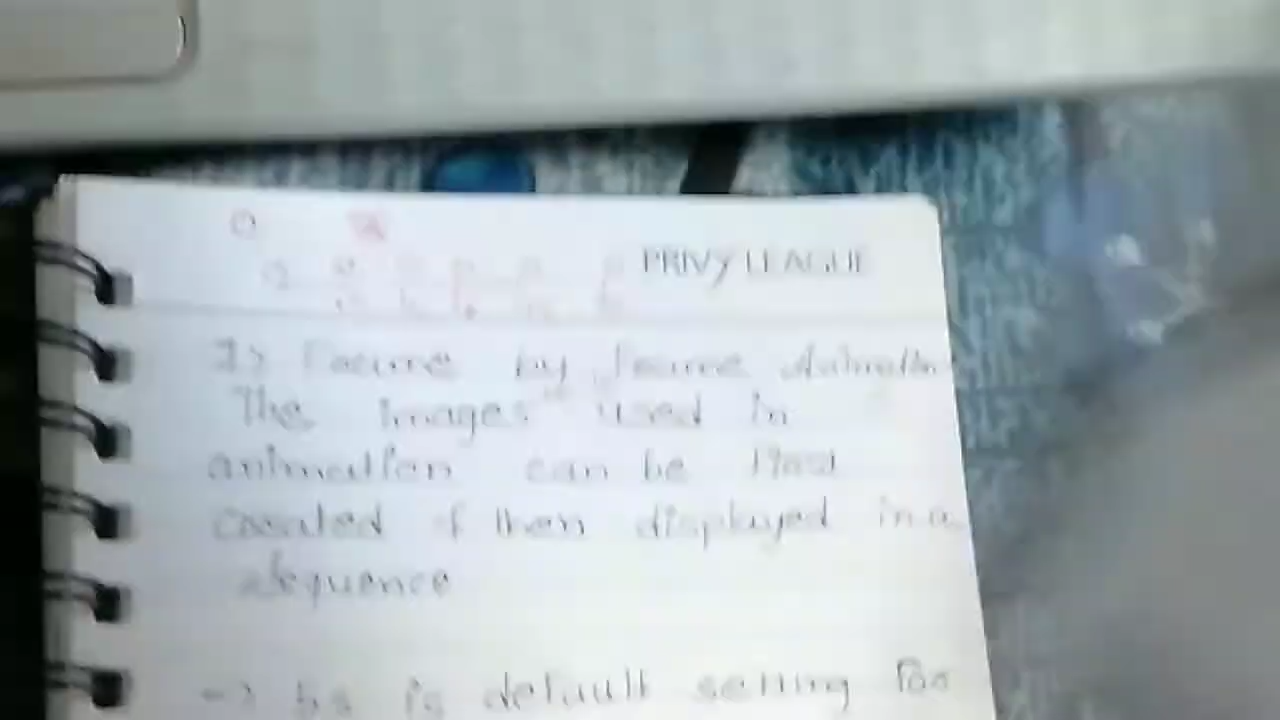 PRIVY LEAGUE
1> Frame by frame Animation
The images used in
animation can be first
created & then displayed in a
sequence
is default setting for